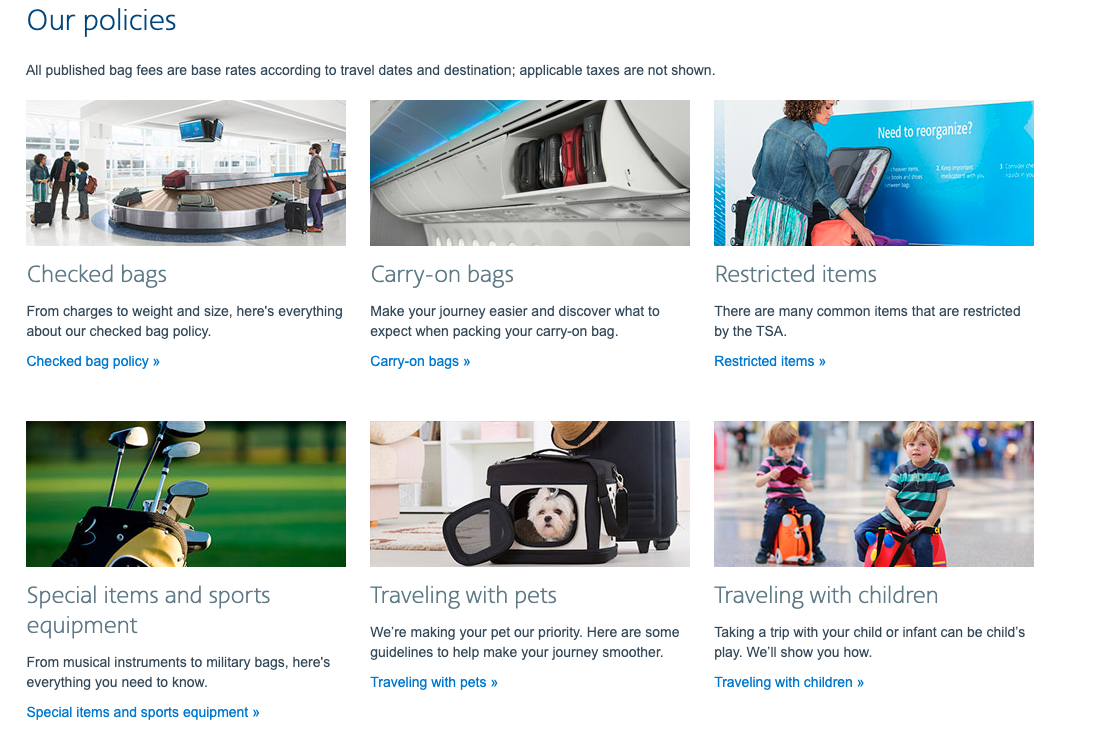 Our policies
All published bag fees are base rates according to travel dates and destination; applicable taxes are not shown.
Need to reorganize?
Checked bags
From charges to weight and size, here's everything
about our checked bag policy.
Checked bag policy »
Carry-on bags
Make your journey easier and discover what to
expect when packing your carry-on bag.
Carry-on bags »
Restricted items
There are many common items that are restricted
by the TSA.
Restricted items »
Special items and sports
equipment
From musical instruments to military bags, here's
everything you need to know.
Special items and sports equipment »
Traveling with pets
We’re making your pet our priority. Here are some
guidelines to help make your journey smoother.
Traveling with pets »
Traveling with children
Taking a trip with your child or infant can be child’s
play. We’ll show you how.
Traveling with children »